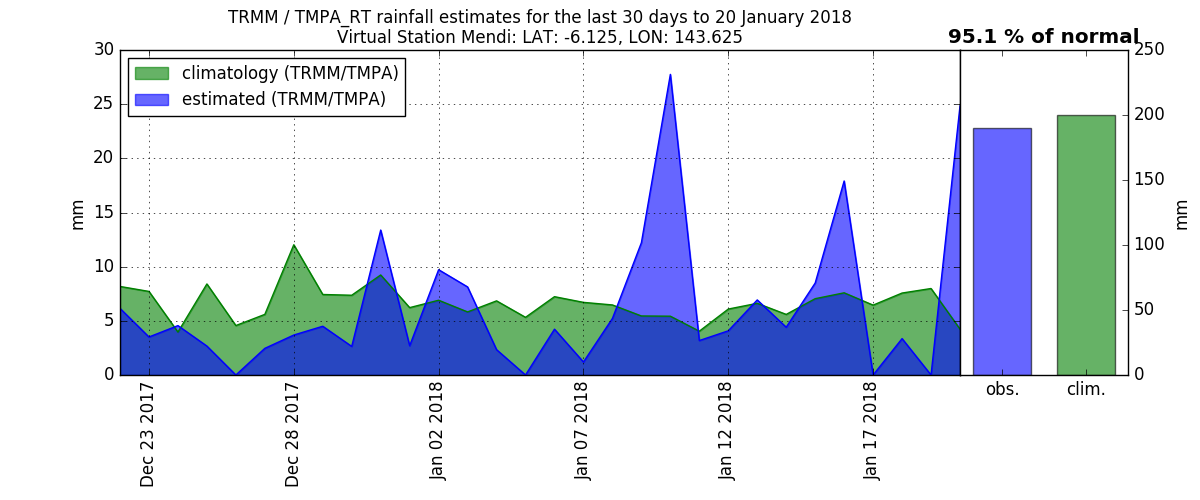 TRMM / TMPA_RT rainfall estimates for the last 30 days to 20 January 2018
Virtual Station Mendi: LAT: -6.125, LON: 143.625
95.1 % of normal
climatology (TRMM/TMPA)
estimated (TRMM/TMPA)
30
25
20
15
10
5
0
mm
Dec 23 2017
Dec 28 2017
Jan 02 2018
Jan 07 2018
Jan 12 2018
Jan 17 2018
250
200
150
100
50
0
mm
obs.
clim.